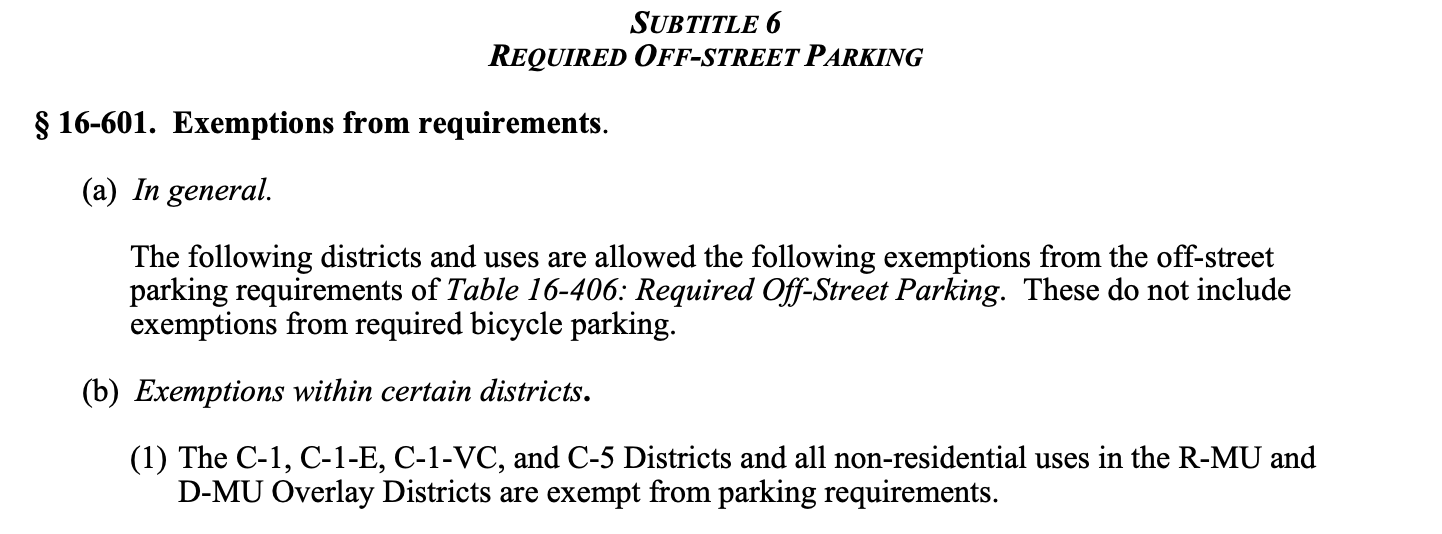 SUBTITLE 6
REQUIRED OFF-STREET PARKING
§ 16-601. Exemptions from requirements.
(a) In general.
The following districts and uses are allowed the following exemptions from the off-street
parking requirements of Table 16-406: Required Off-Street Parking. These do not include
exemptions from required bicycle parking.
(b) Exemptions within certain districts.
(1) The C-1, C-1-E, C-1-VC, and C-5 Districts and all non-residential uses in the R-MU and
D-MU Overlay Districts are exempt from parking requirements.